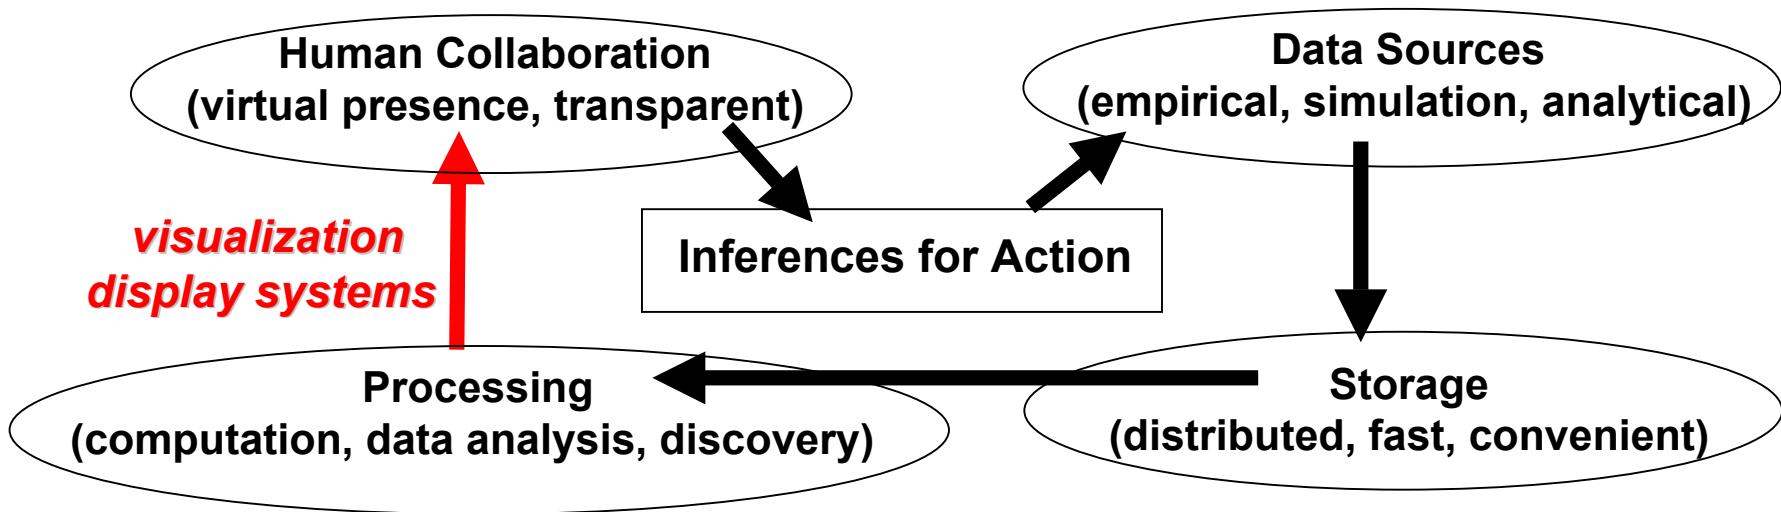 Human Collaboration
(virtual presence, transparent)
Data Sources
(empirical, simulation, analytical)
visualization
display systems
Inferences for Action
Processing
(computation, data analysis, discovery)
Storage
(distributed, fast, convenient)